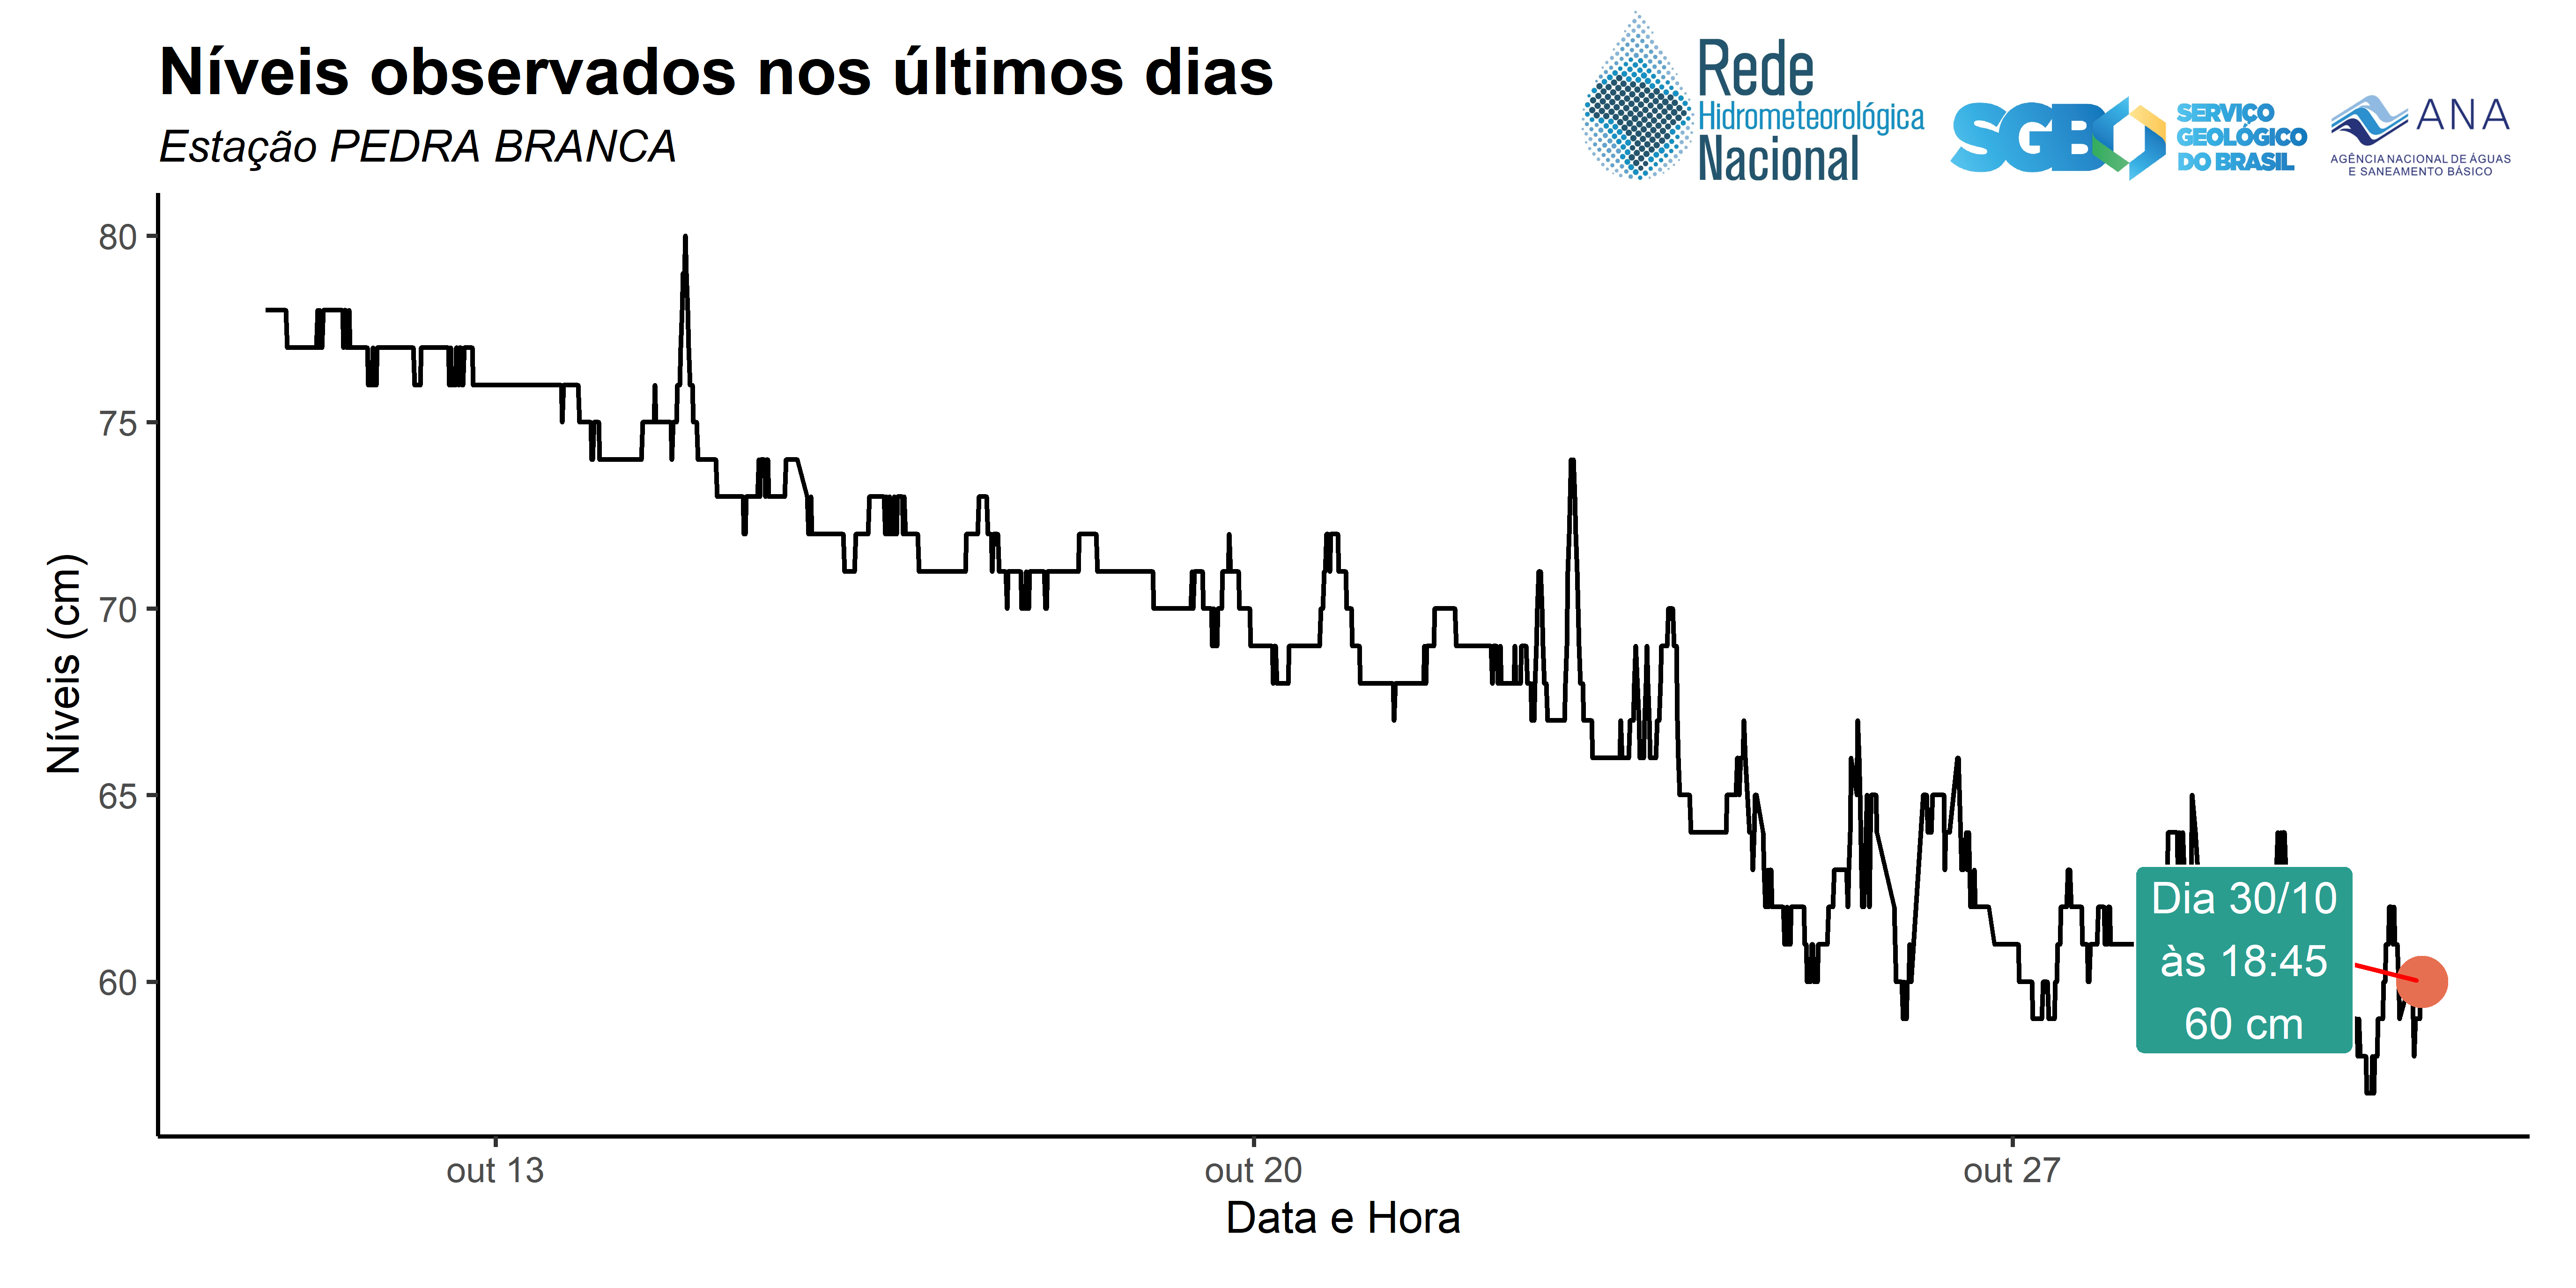 Níveis observados nos últimos dias
Estação PEDRA BRANCA
Rede
Hidrometeorológica
Nacional
SGB
SERVIÇO
GEOLÓGICO
DO BRASIL
ANA
AGÊNCIA NACIONAL DE ÁGUAS
E SANEAMENTO BÁSICO
Níveis (cm)
80
75
70
65
60
Dia 30/10
às 18:45
60 cm
out 13
out 20
out 27
Data e Hora